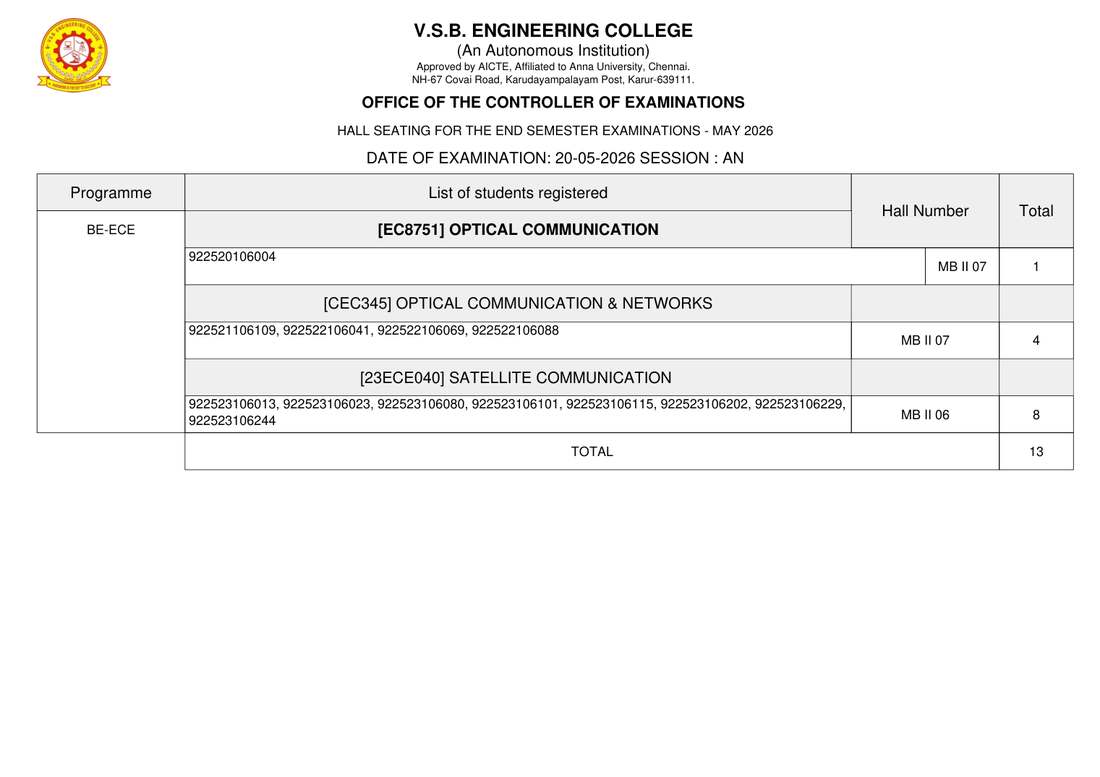 V.S.B. ENGINEERING COLLEGE
(An Autonomous Institution)
Approved by AICTE, Affiliated to Anna University, Chennai.
NH-67 Covai Road, Karudayampalayam Post, Karur-639111.
OFFICE OF THE CONTROLLER OF EXAMINATIONS
HALL SEATING FOR THE END SEMESTER EXAMINATIONS - MAY 2026
DATE OF EXAMINATION: 20-05-2026 SESSION : AN
Programme List of students registered Hall Number Total
BE-ECE [EC8751] OPTICAL COMMUNICATION
922520106004 MB II 07 1
[CEC345] OPTICAL COMMUNICATION & NETWORKS
922521106109, 922522106041, 922522106069, 922522106088 MB II 07 4
[23ECE040] SATELLITE COMMUNICATION
922523106013, 922523106023, 922523106080, 922523106101, 922523106115, 922523106202, 922523106229,
922523106244 MB II 06 8
TOTAL 13